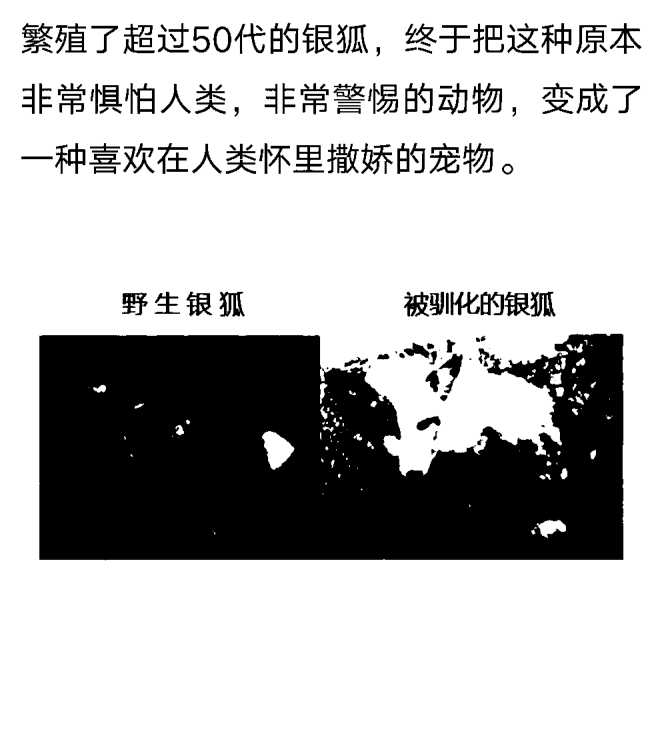 繁殖了超过50代的银狐，终于把这种原本
非常惧怕人类，非常警惕的动物，变成了
一种喜欢在人类怀里撒娇的宠物。
野生银狐
被驯化的银狐